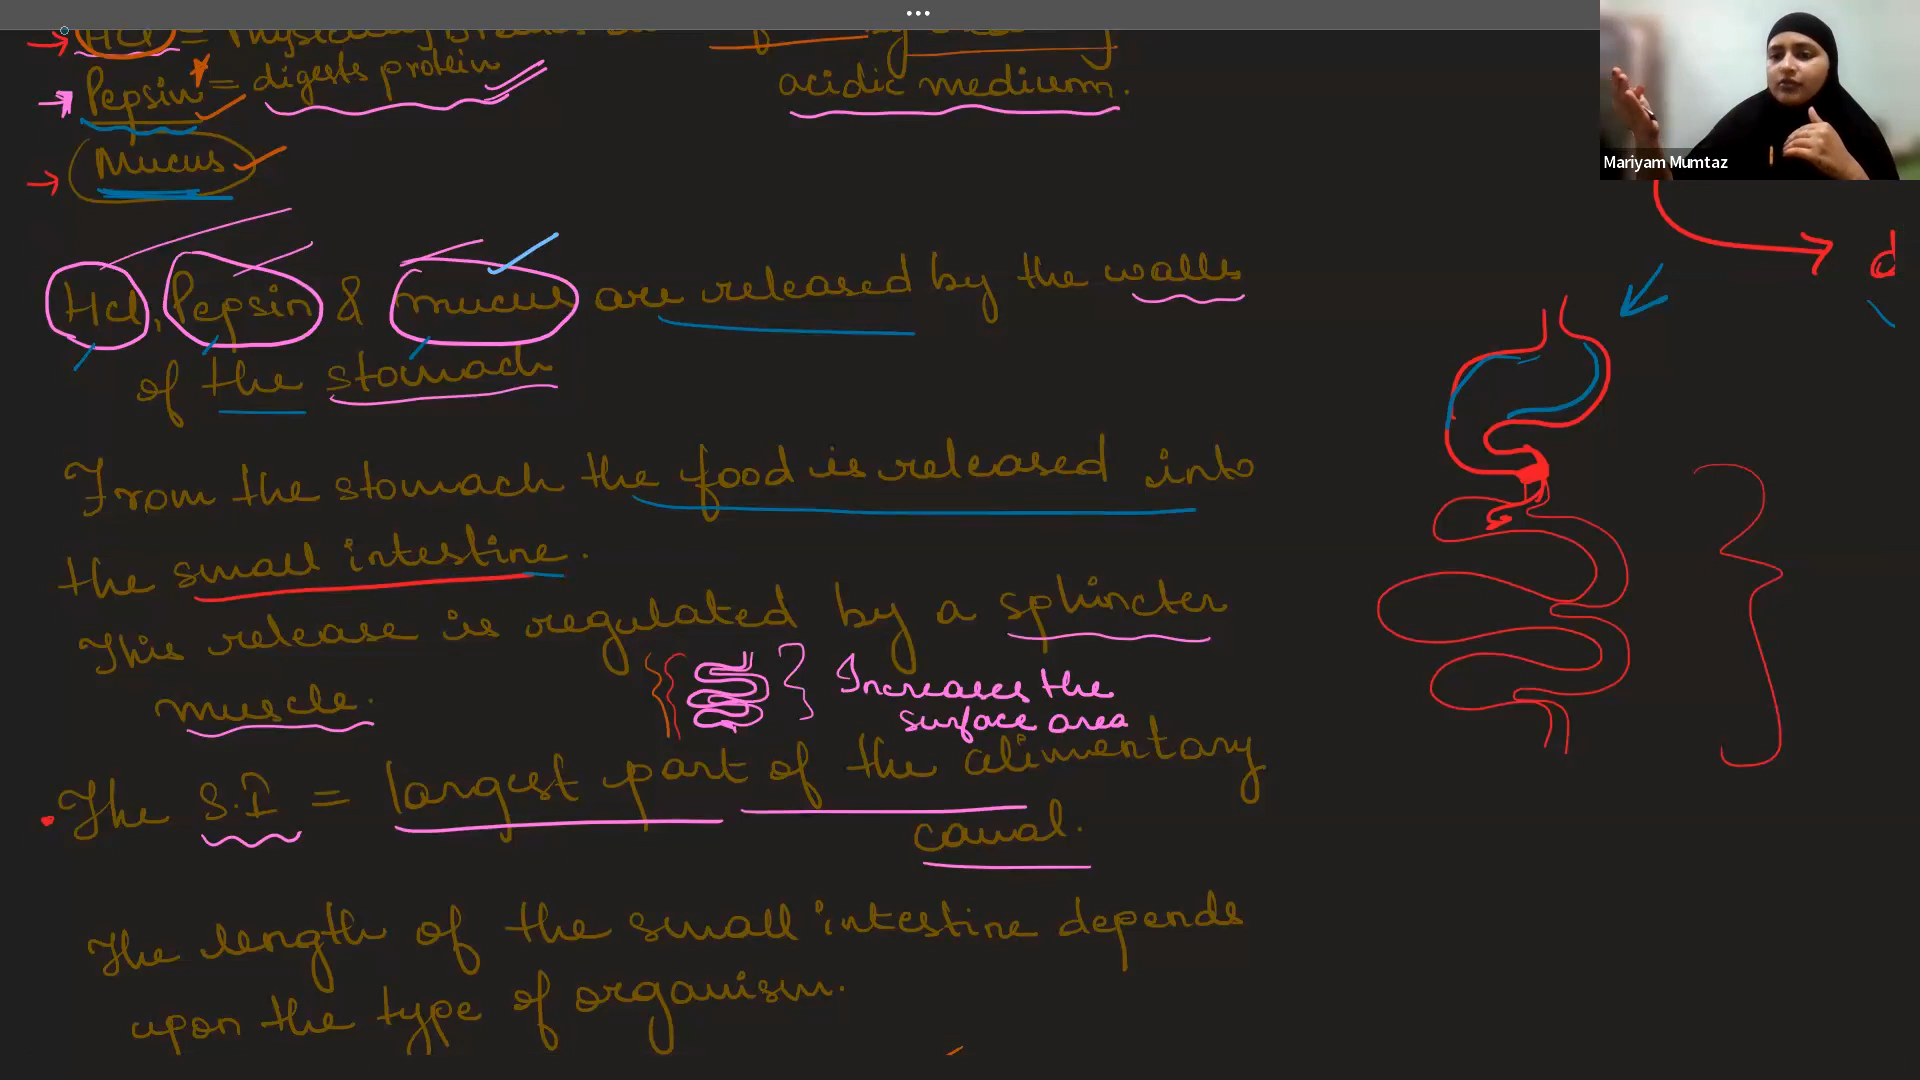 •••
HCl =
acidic medium.
Pepsin = digests protein
Mucus
Mariyam Mumtaz
d
HCl, Pepsin & mucus are released by the walls
of the stomach
From the stomach the food is released into
the small intestine.
This release is regulated by a sphincter
muscle.
Increases the
surface area
The S.I = largest part of the alimentary
canal.
The length of the small intestine depends
upon the type of organism.